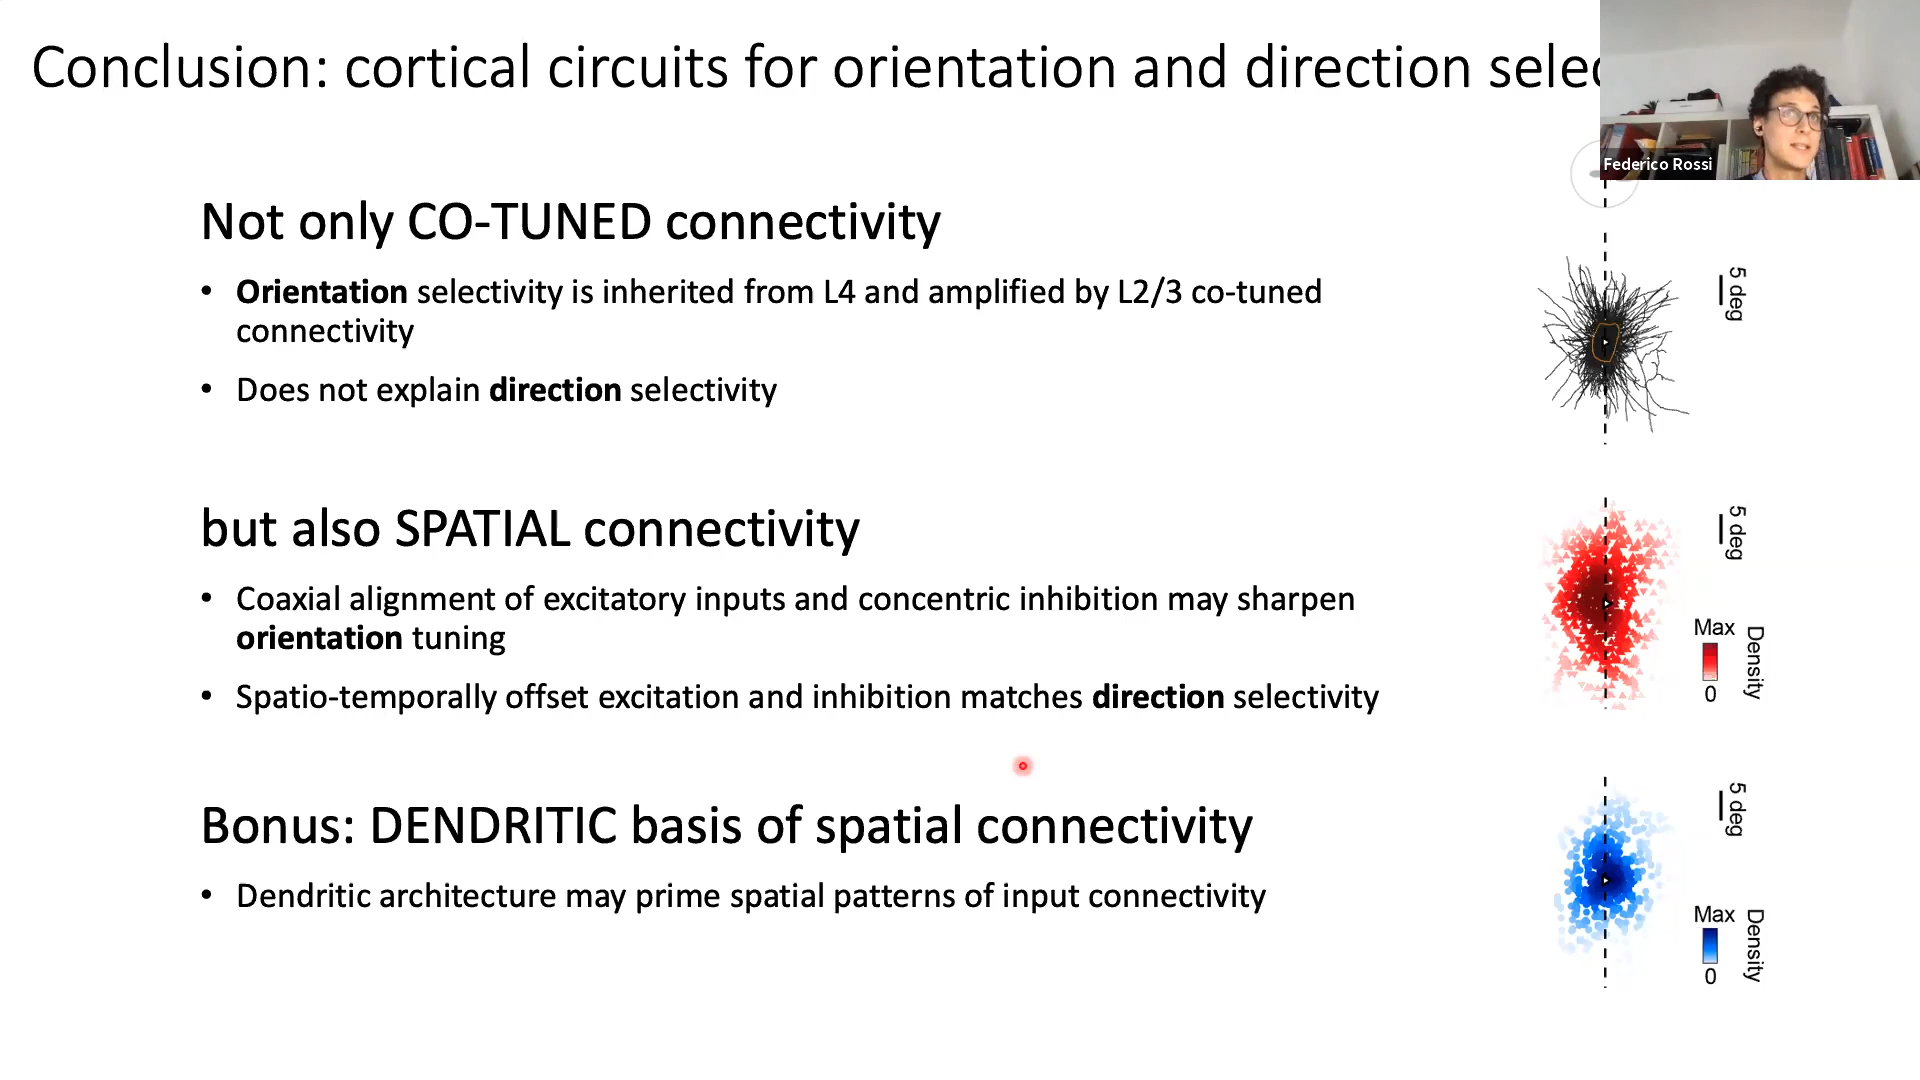 Conclusion: cortical circuits for orientation and direction
Federico Rossi
Not only CO-TUNED connectivity
• Orientation selectivity is inherited from L4 and amplified by L2/3 co-tuned
connectivity
• Does not explain direction selectivity
5 deg
but also SPATIAL connectivity
• Coaxial alignment of excitatory inputs and concentric inhibition may sharpen
orientation tuning
• Spatio-temporally offset excitation and inhibition matches direction selectivity
5 deg
Max
0
Density
Bonus: DENDRITIC basis of spatial connectivity
• Dendritic architecture may prime spatial patterns of input connectivity
5 deg
Max
0
Density